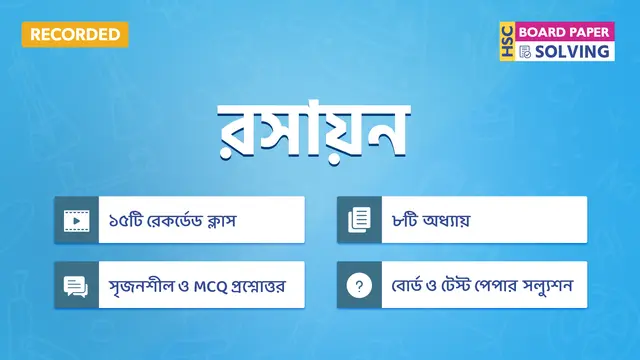 RECORDED
HSC
BOARD PAPER
SOLVING
রসায়ন
১৫টি রেকর্ডেড ক্লাস
৮টি অধ্যায়
সৃজনশীল ও MCQ প্রশ্নোত্তর
বোর্ড ও টেস্ট পেপার সল্যুশন